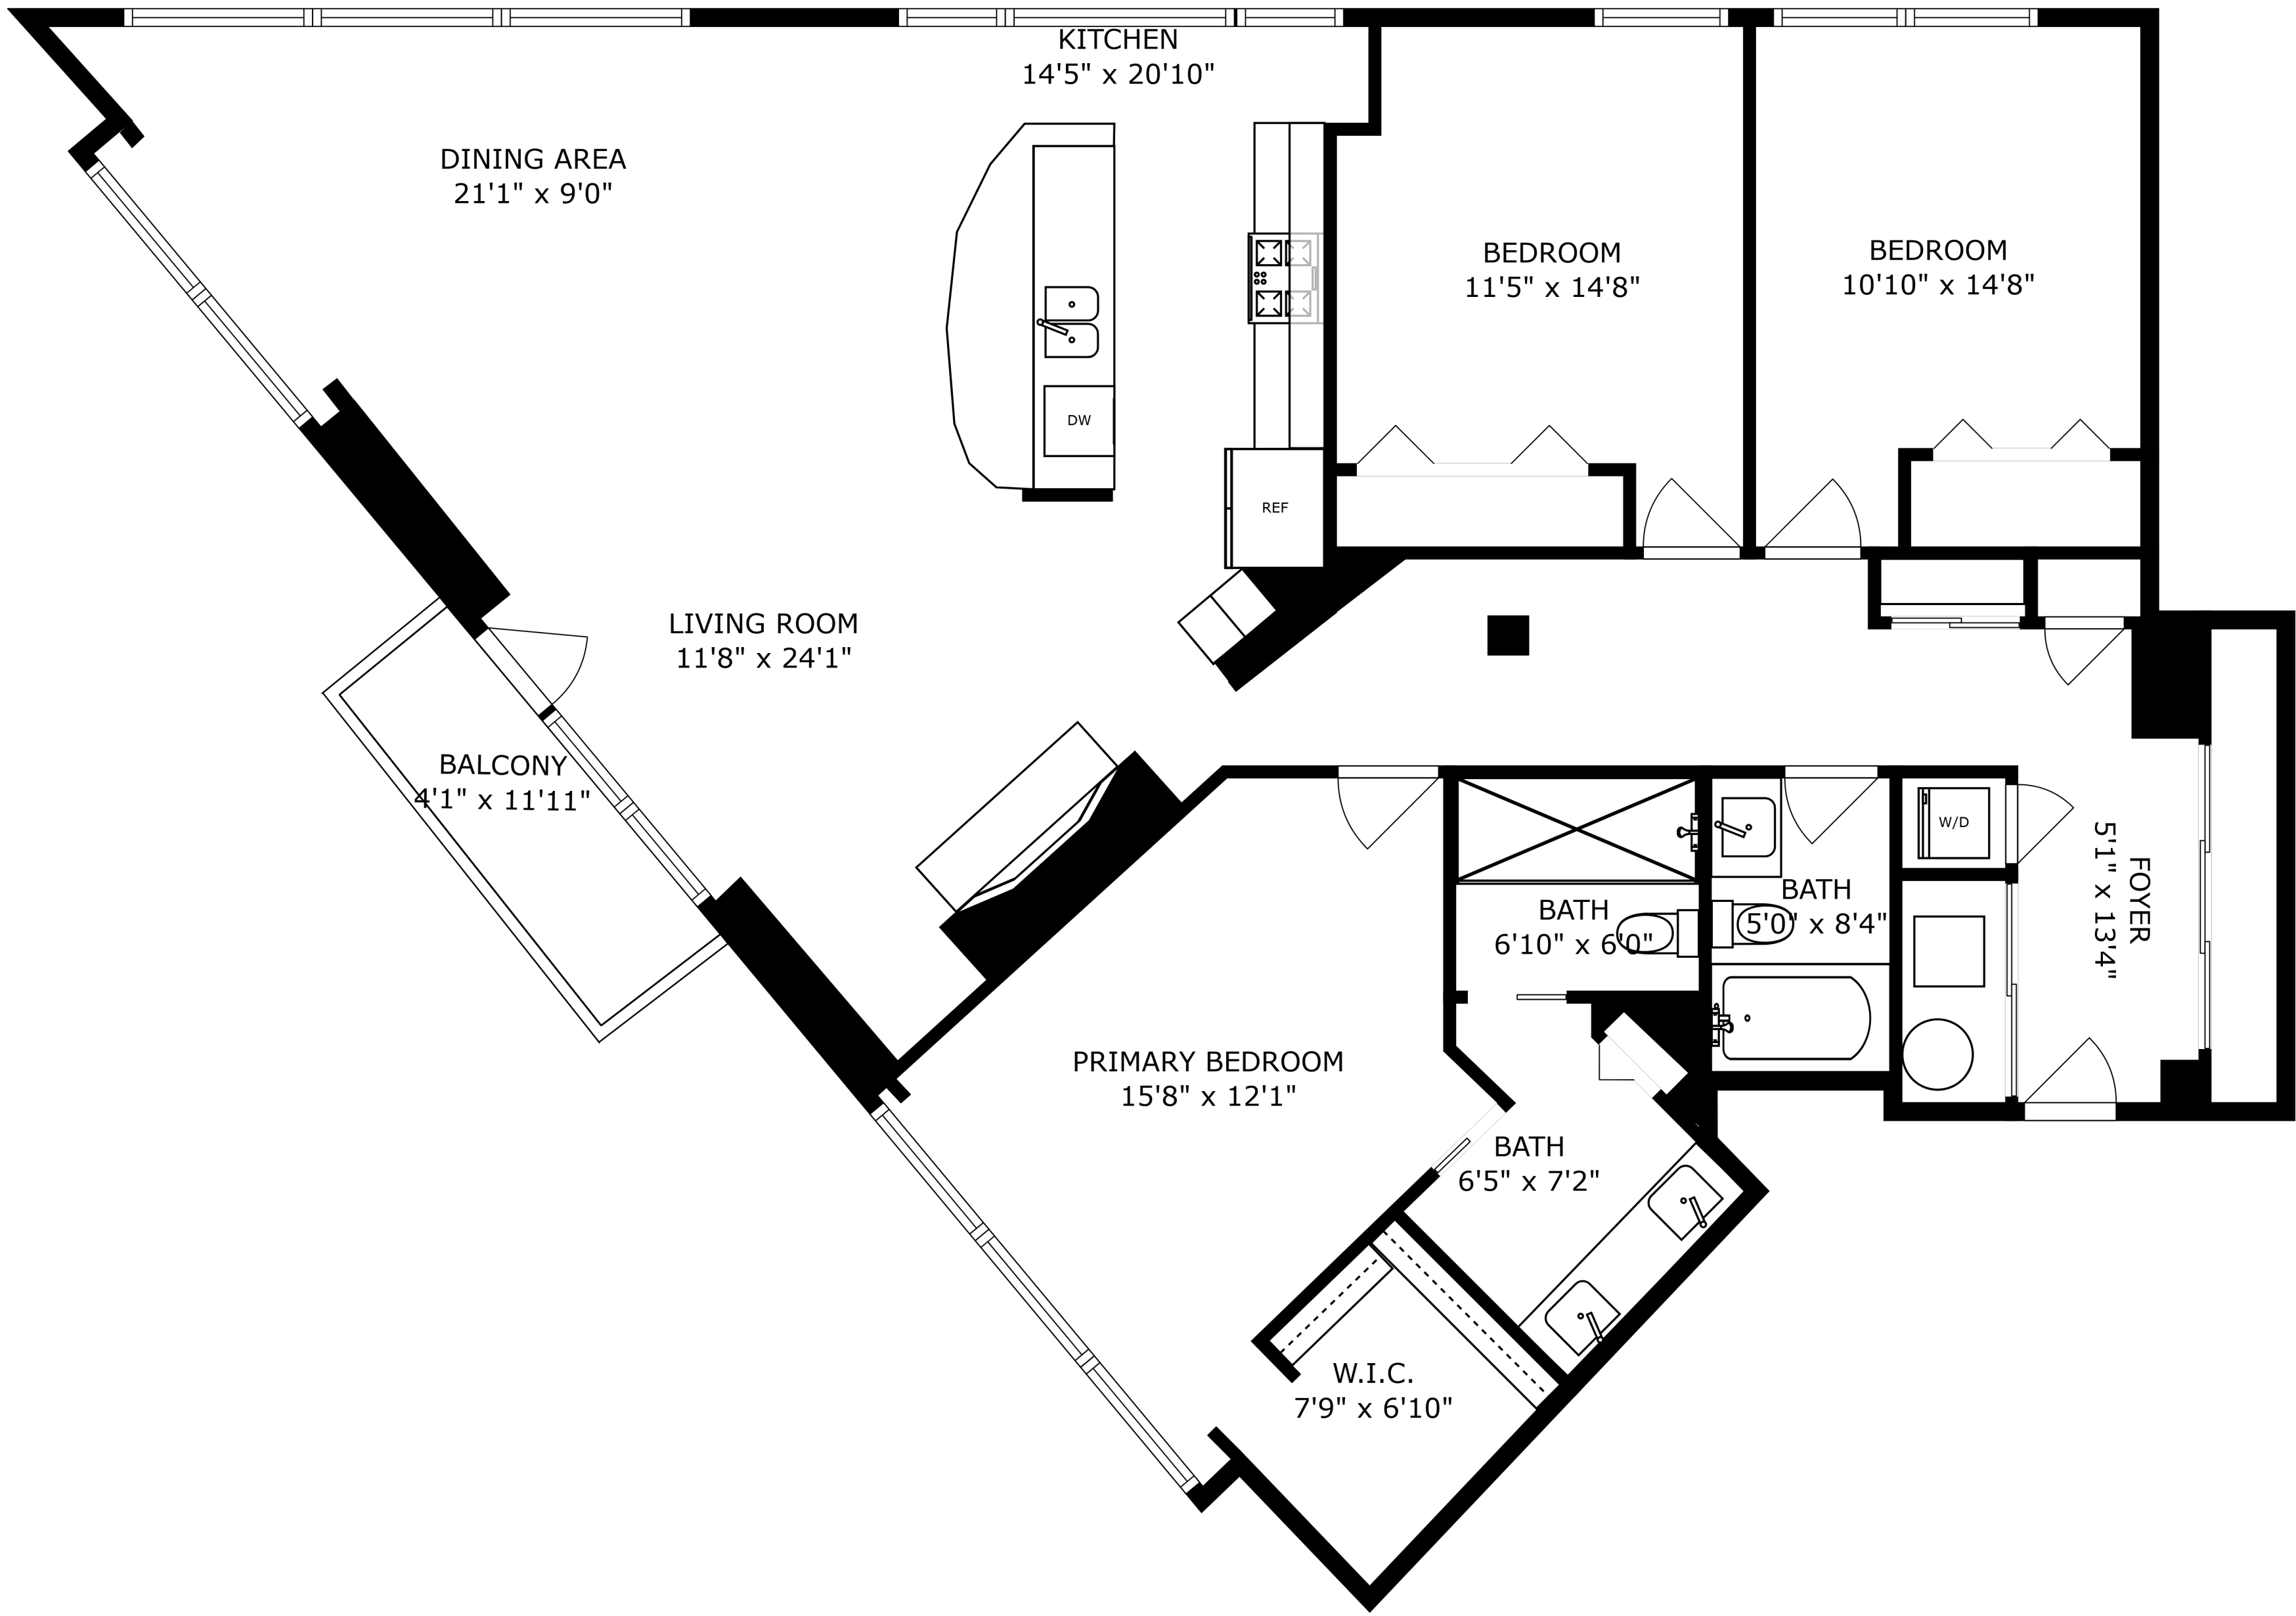 KITCHEN
14'5" x 20'10"
DINING AREA
21'1" x 9'0"
BEDROOM
11'5" x 14'8"
BEDROOM
10'10" x 14'8"
DW
REF
LIVING ROOM
11'8" x 24'1"
BALCONY
4'1" x 11'11"
W/D
BATH
6'10" x 6'0"
BATH
5'0" x 8'4"
FOYER
5'1" x 13'4"
PRIMARY BEDROOM
15'8" x 12'1"
BATH
6'5" x 7'2"
W.I.C.
7'9" x 6'10"